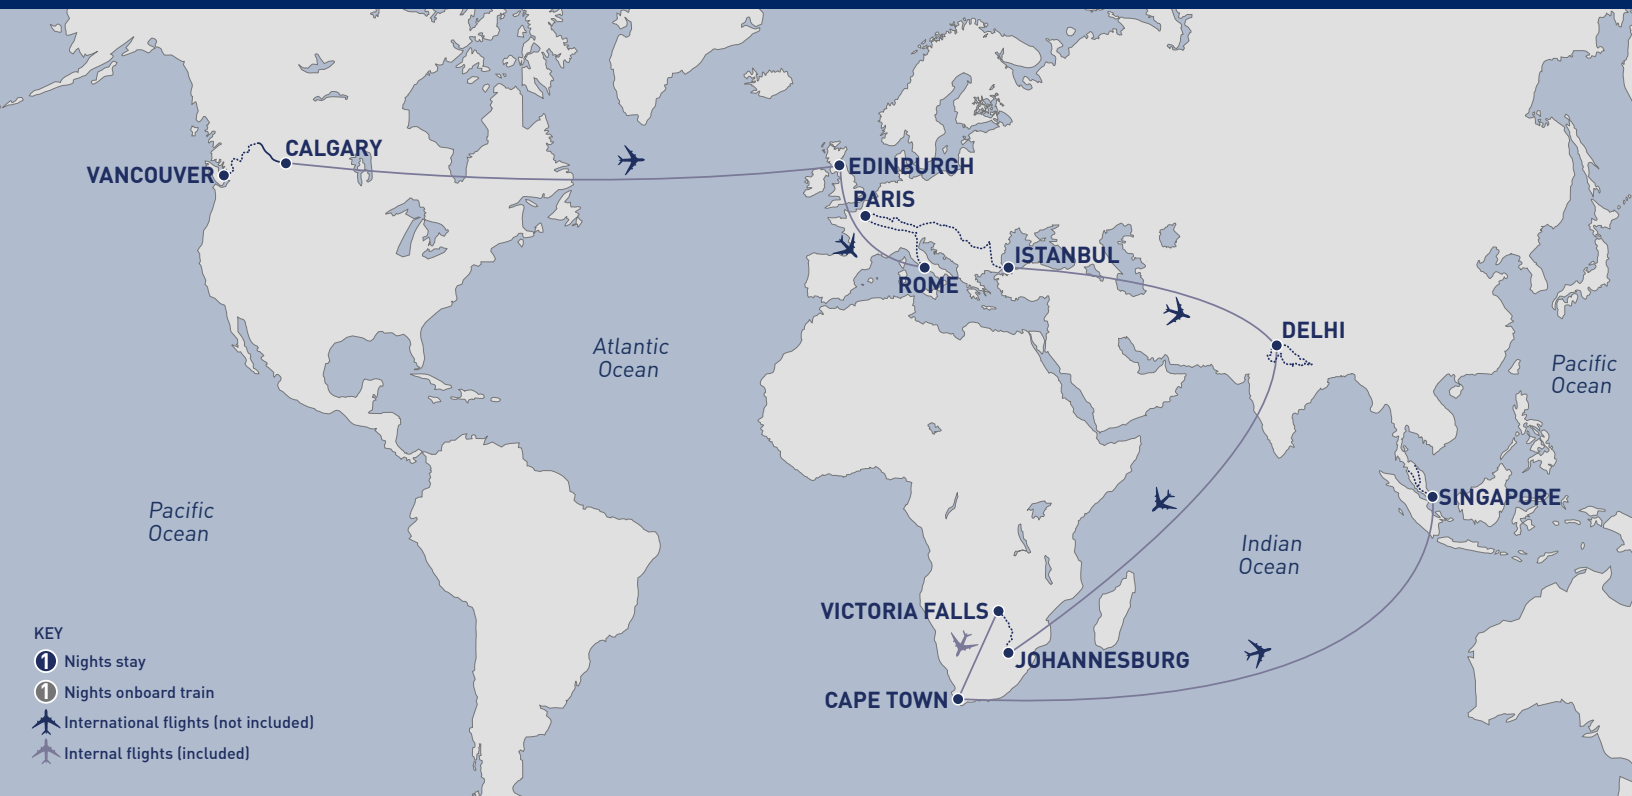 VANCOUVER
CALGARY
EDINBURGH
PARIS
ISTANBUL
ROME
DELHI
Atlantic
Ocean
Pacific
Ocean
Pacific
Ocean
SINGAPORE
Indian
Ocean
VICTORIA FALLS
JOHANNESBURG
CAPE TOWN
KEY
1 Nights stay
1 Nights onboard train
International flights (not included)
Internal flights (included)